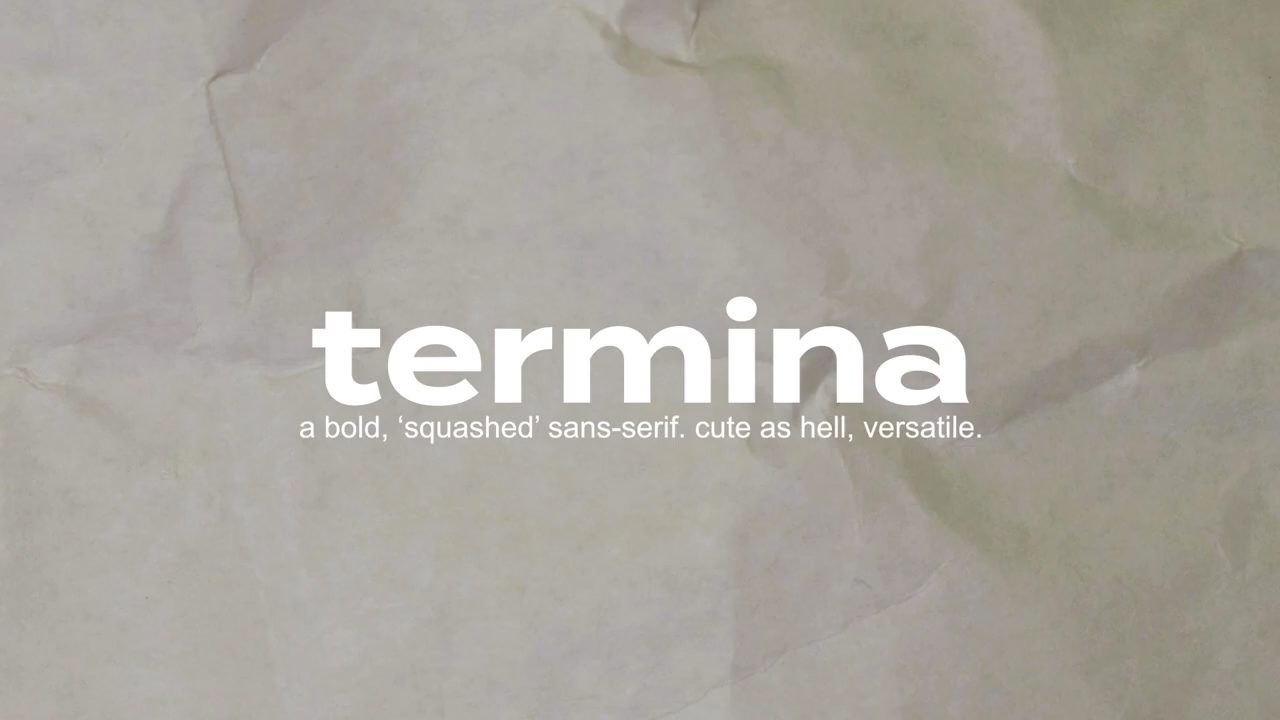 termina
a bold, ‘squashed’ sans-serif. cute as hell, versatile.